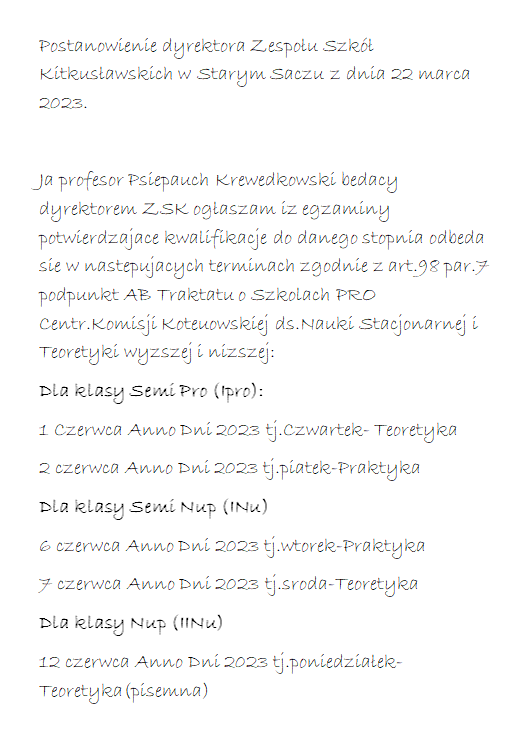 Postanowienie dyrektora Zespołu Szkół
Kitkusławskich w Starym Saczu z dnia 22 marca
2023.
Ja profesor Psiepauch Krewedkowski bedacy
dyrektorem ZSK ogłaszam iz egzaminy
potwierdzajace kwalifikacje do danego stopnia odbeda
sie w nastepujacych terminach zgodnie z art.98 par.7
podpunkt AB Traktatu o Szkolach PRO
Centr.Komisji Koteuowskiej ds.Nauki Stacjonarnej i
Teoretyki wyzszej i nizszej:
Dla klasy Semi Pro (Ipro):
1 Czerwca Anno Dni 2023 tj.Czwartek- Teoretyka
2 czerwca Anno Dni 2023 tj.piatek-Praktyka
Dla klasy Semi Nup (INu)
6 czerwca Anno Dni 2023 tj.wtorek-Praktyka
7 czerwca Anno Dni 2023 tj.sroda-Teoretyka
Dla klasy Nup (IINu)
12 czerwca Anno Dni 2023 tj.poniedziałek-
Teoretyka(pisemna)